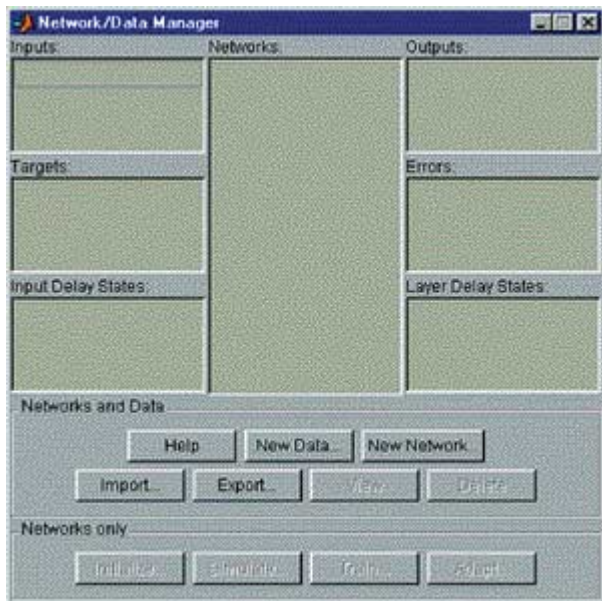 Network/Data Manager
Inputs: Networks: Outputs:
Targets: Errors:
Input Delay States: Layer Delay States:
Networks and Data
Help New Data... New Network...
Import... Export... View Delete
Networks only
Initialize... Simulate... Train... Adapt...